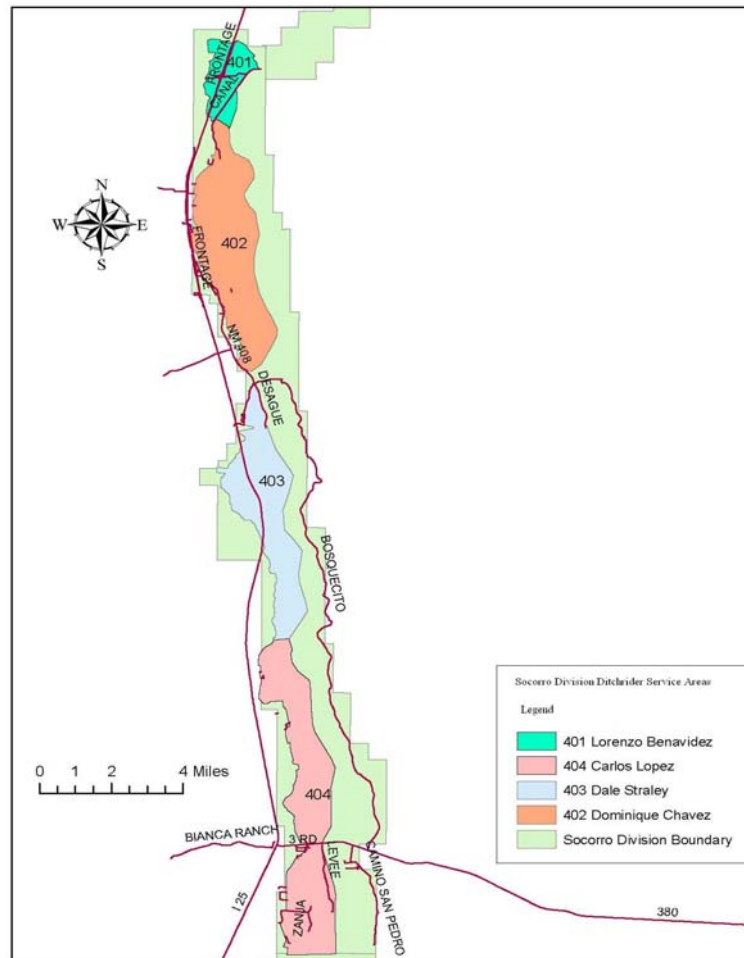 FRONTAGE
401
CANAL
N
W E
S
402
FRONTAGE
NM 408
DESAGUE
403
BOSQUECITO
Socorro Division Ditchrider Service Areas
Legend
401 Lorenzo Benavidez
404 Carlos Lopez
403 Dale Straley
402 Dominique Chavez
Socorro Division Boundary
0 1 2 4 Miles
404
BIANCA RANCH
3 RD
LEVEE
CAMINO SAN PEDRO
I 25
ZANJA
380